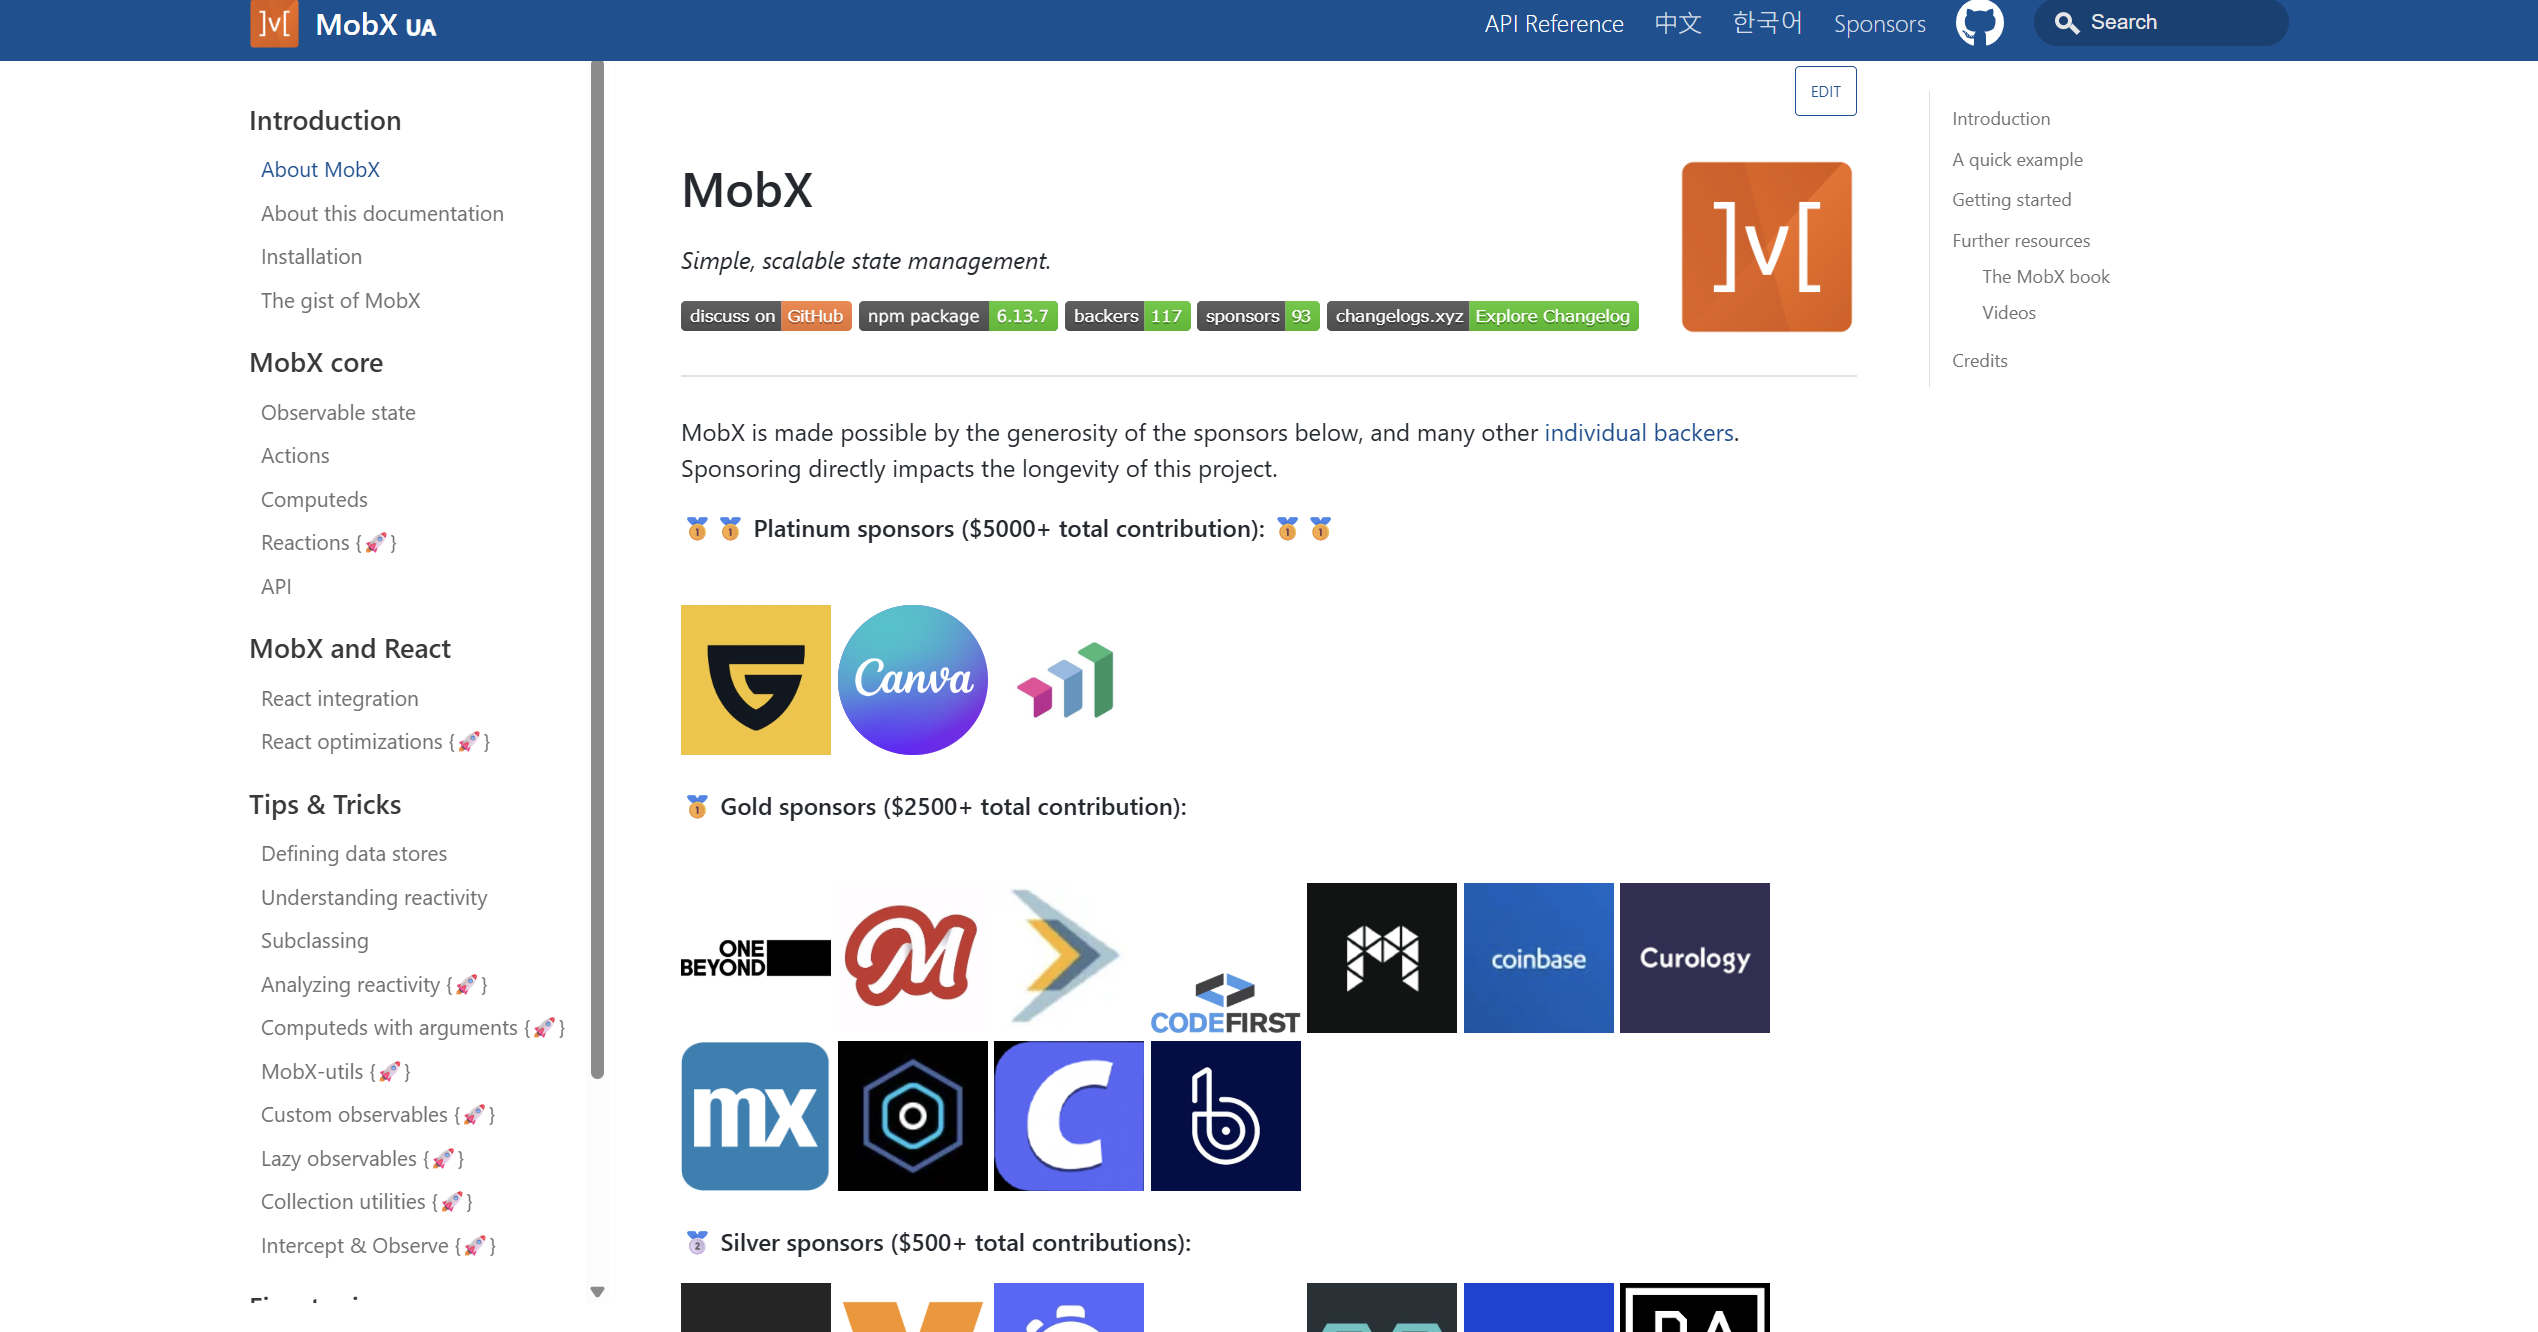 ]v[ MobX UA
API Reference
中文
한국어
Sponsors
Search
Introduction
About MobX
About this documentation
Installation
The gist of MobX
MobX core
Observable state
Actions
Computeds
Reactions {🚀}
API
MobX and React
React integration
React optimizations {🚀}
Tips & Tricks
Defining data stores
Understanding reactivity
Subclassing
Analyzing reactivity {🚀}
Computeds with arguments {🚀}
MobX-utils {🚀}
Custom observables {🚀}
Lazy observables {🚀}
Collection utilities {🚀}
Intercept & Observe {🚀}
EDIT
MobX
]v[
Simple, scalable state management.
discuss on GitHub npm package 6.13.7 backers 117 sponsors 93 changelogs.xyz Explore Changelog
MobX is made possible by the generosity of the sponsors below, and many other individual backers.
Sponsoring directly impacts the longevity of this project.
🥇🥇 Platinum sponsors ($5000+ total contribution): 🥇🥇
G
Canva
🥇 Gold sponsors ($2500+ total contribution):
ONE
BEYOND
M
CODEFIRST
coinbase
Curology
mx
C
b
🥈 Silver sponsors ($500+ total contributions):
Introduction
A quick example
Getting started
Further resources
The MobX book
Videos
Credits